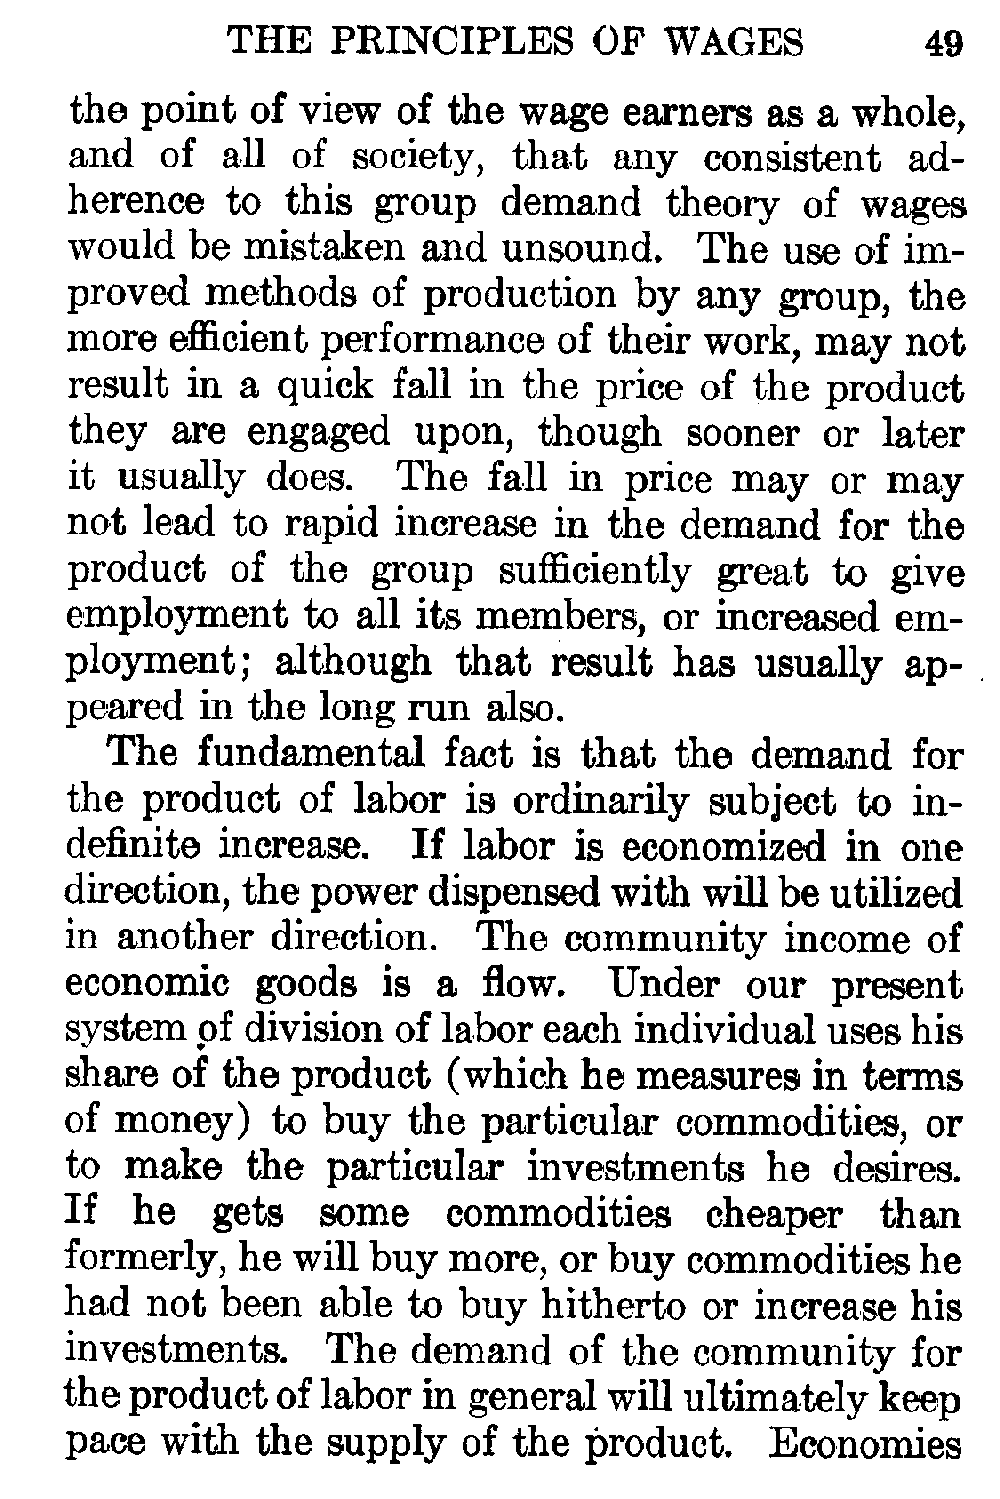 THE PRINCIPLES OF WAGES 49
the point of view of the wage earners as a whole,
and of all of society, that any consistent ad-
herence to this group demand theory of wages
would be mistaken and unsound. The use of im-
proved methods of production by any group, the
more efficient performance of their work, may not
result in a quick fall in the price of the product
they are engaged upon, though sooner or later
it usually does. The fall in price may or may
not lead to rapid increase in the demand for the
product of the group sufficiently great to give
employment to all its members, or increased em-
ployment; although that result has usually ap-
peared in the long run also.
The fundamental fact is that the demand for
the product of labor is ordinarily subject to in-
definite increase. If labor is economized in one
direction, the power dispensed with will be utilized
in another direction. The community income of
economic goods is a flow. Under our present
system of division of labor each individual uses his
share of the product (which he measures in terms
of money) to buy the particular commodities, or
to make the particular investments he desires.
If he gets some commodities cheaper than
formerly, he will buy more, or buy commodities he
had not been able to buy hitherto or increase his
investments. The demand of the community for
the product of labor in general will ultimately keep
pace with the supply of the product. Economies